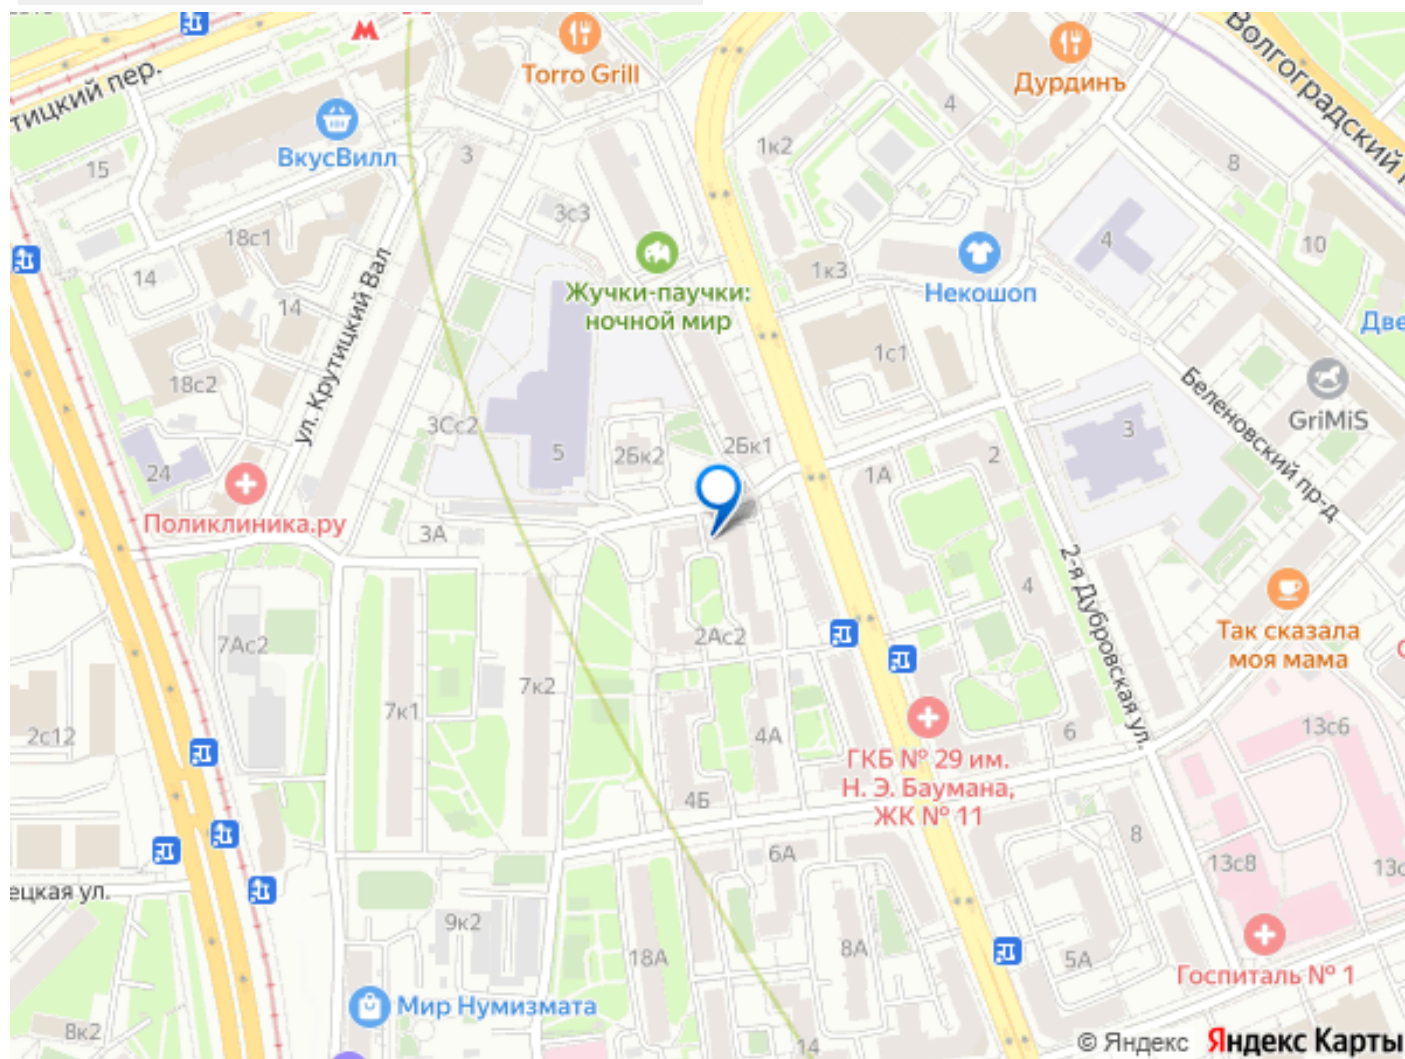 Волгоградский
тицкий пер.
Torro Grill
Дурдинъ
4
ВкусВилл
3
1к2
8
15
3с3
18с1
4
10
14
1к3
Жучки-паучки:
ночной мир
Некошоп
14
ул. Крутицкий Вал
Две
1с1
18с2
GriMiS
Беленовский пр-д
3Сс2
3
5
2Бк2
2Бк1
2
24
1А
Поликлиника.ру
3А
2-я Дубровская ул.
4
7Ас2
2Ас2
Так сказала
моя мама
7к2
7к1
2с12
4А
6
13с6
ГКБ № 29 им.
Н. Э. Баумана,
ЖК № 11
4Б
8
6А
13с8
13с
ецкая ул.
9к2
18А
8А
5А
Госпиталь № 1
Мир Нумизмата
8к2
14
© Яндекс Яндекс Карты